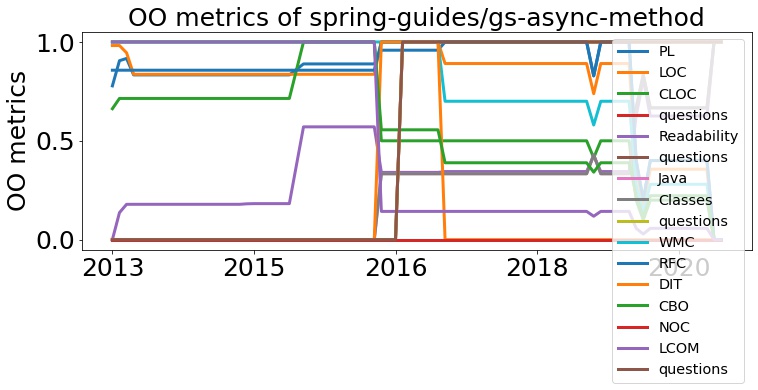 OO metrics of spring-guides/gs-async-method
OO metrics
1.0
0.5
0.0
2013 2015 2016 2018 2020
PL
LOC
CLOC
questions
Readability
questions
Java
Classes
questions
WMC
RFC
DIT
CBO
NOC
LCOM
questions